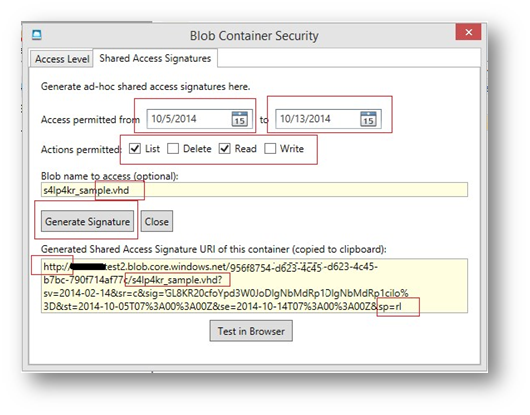 Blob Container Security
Access Level
Shared Access Signatures
Generate ad-hoc shared access signatures here.
Access permitted from 10/5/2014 15 to 10/13/2014 15
Actions permitted: List Delete Read Write
Blob name to access (optional):
s4lp4kr_sample.vhd
Generate Signature Close
Generated Shared Access Signature URI of this container (copied to clipboard):
http:/ test2.blob.core.windows.net/956f8754-d623-4c45-d623-4c45-
b7bc-790f714af77c/s4lp4kr_sample.vhd?
sv=2014-02-14&sr=c&sig=GL8KR20cfoYpd3W0JoDIgNbMdRp1DIgNbMdRp1cilo%
3D&st=2014-10-05T07%3A00%3A00Z&se=2014-10-14T07%3A00%3A00Z&sp=rl
Test in Browser